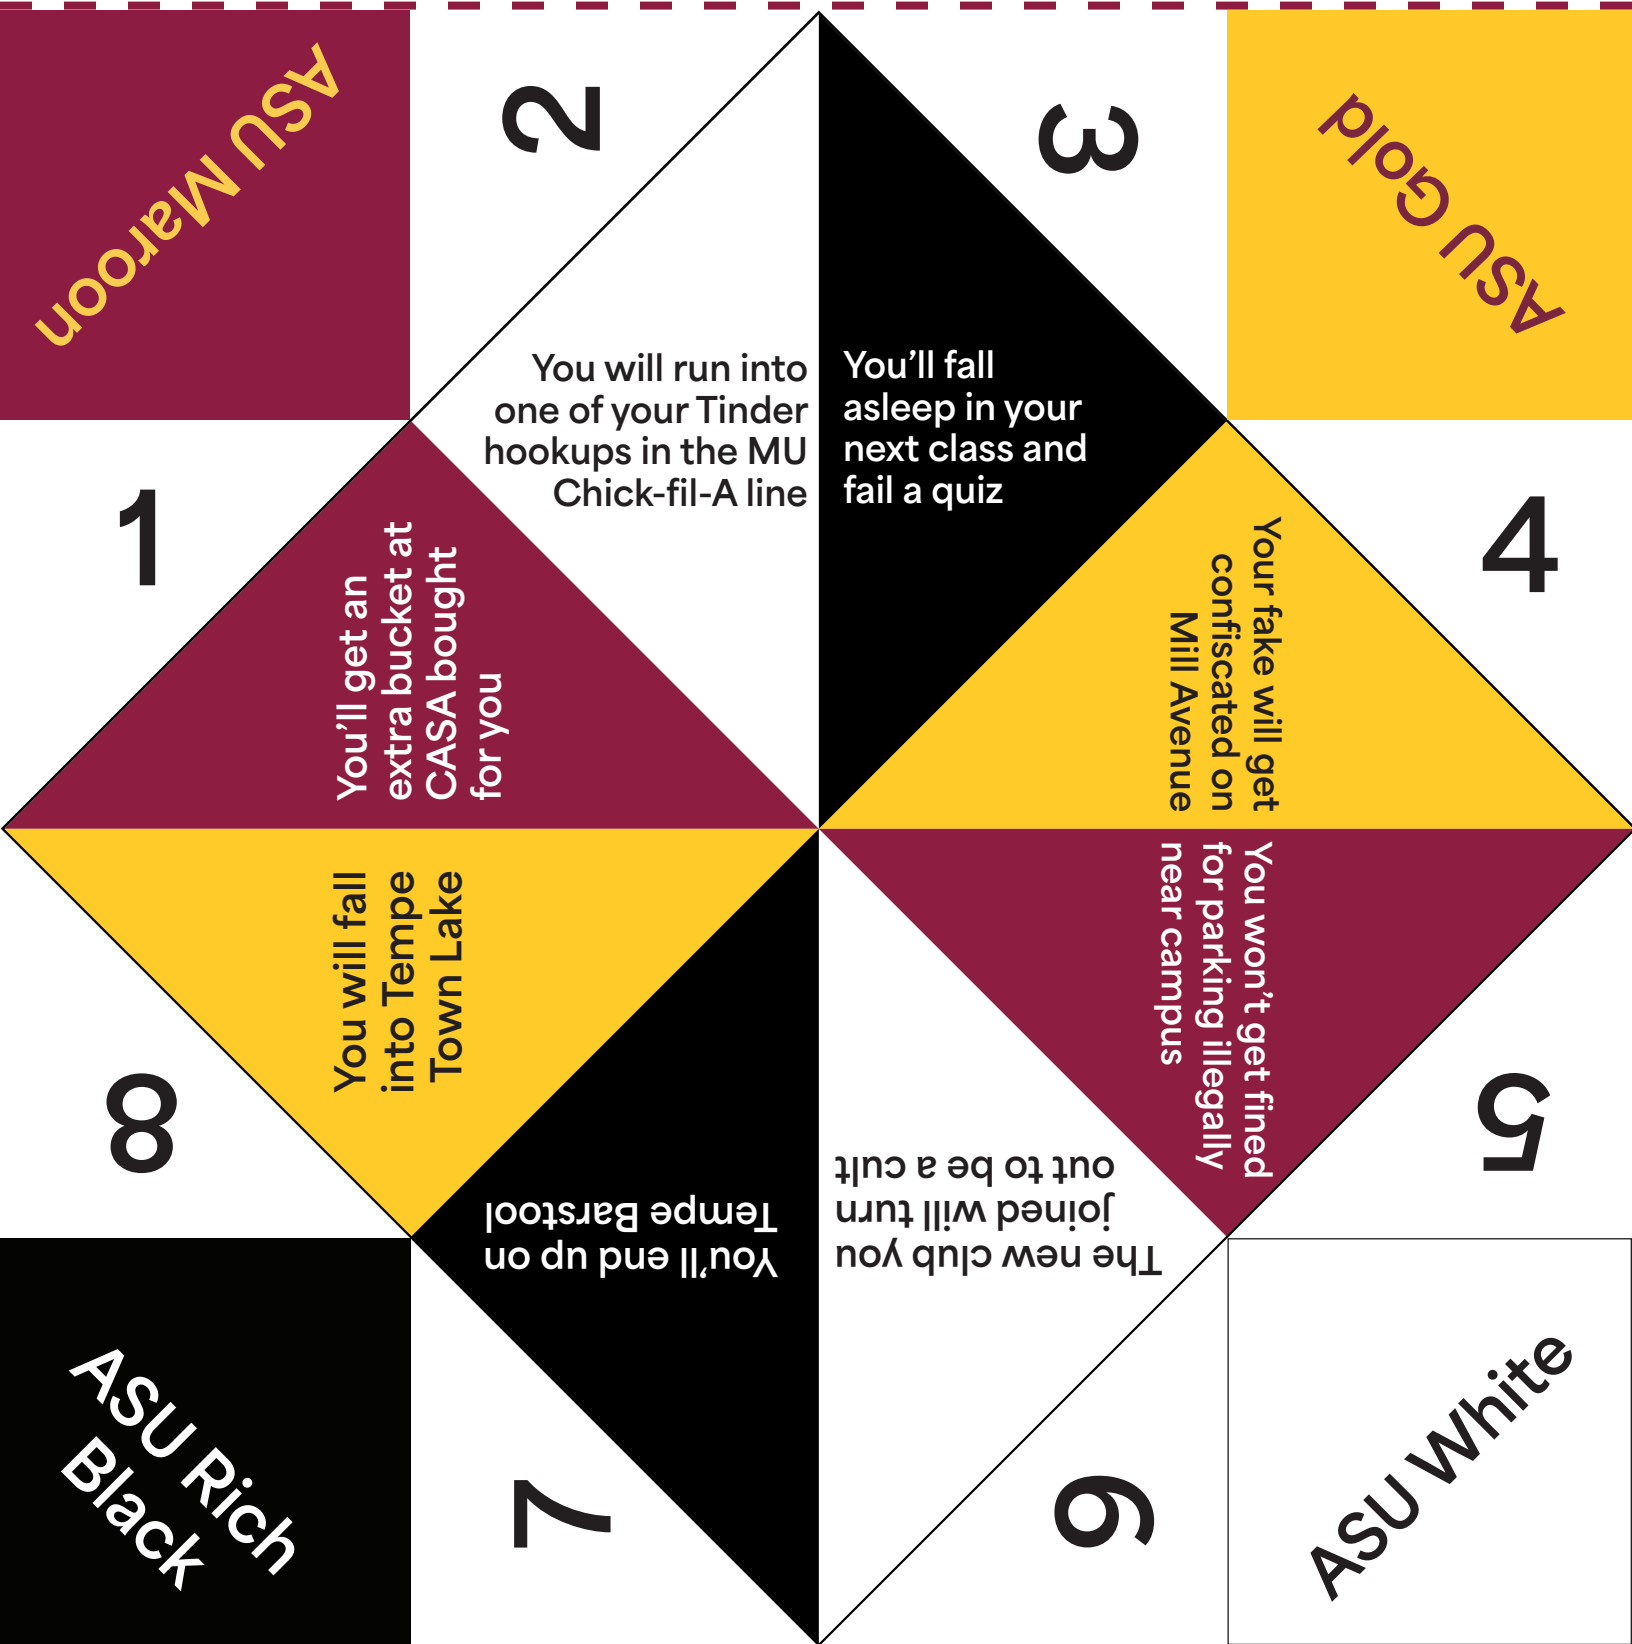 ASU Maroon
2
3
ASU Gold
You will run into
one of your Tinder
hookups in the MU
Chick-fil-A line
You'll fall
asleep in your
next class and
fail a quiz
1
You'll get an
extra bucket at
CASA bought
for you
Your fake will get
confiscated on
Mill Avenue
4
8
You will fall
into Tempe
Town Lake
You'll end up on
Tempe Barstool
The new club you
joined will turn
out to be a cult
You won't get fined
for parking illegally
near campus
5
ASU Rich
Black
7
6
ASU White